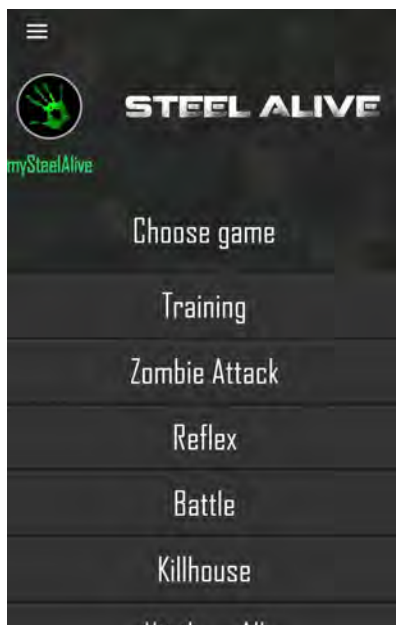 STEEL ALIVE
mySteelAlive
Choose game
Training
Zombie Attack
Reflex
Battle
Killhouse